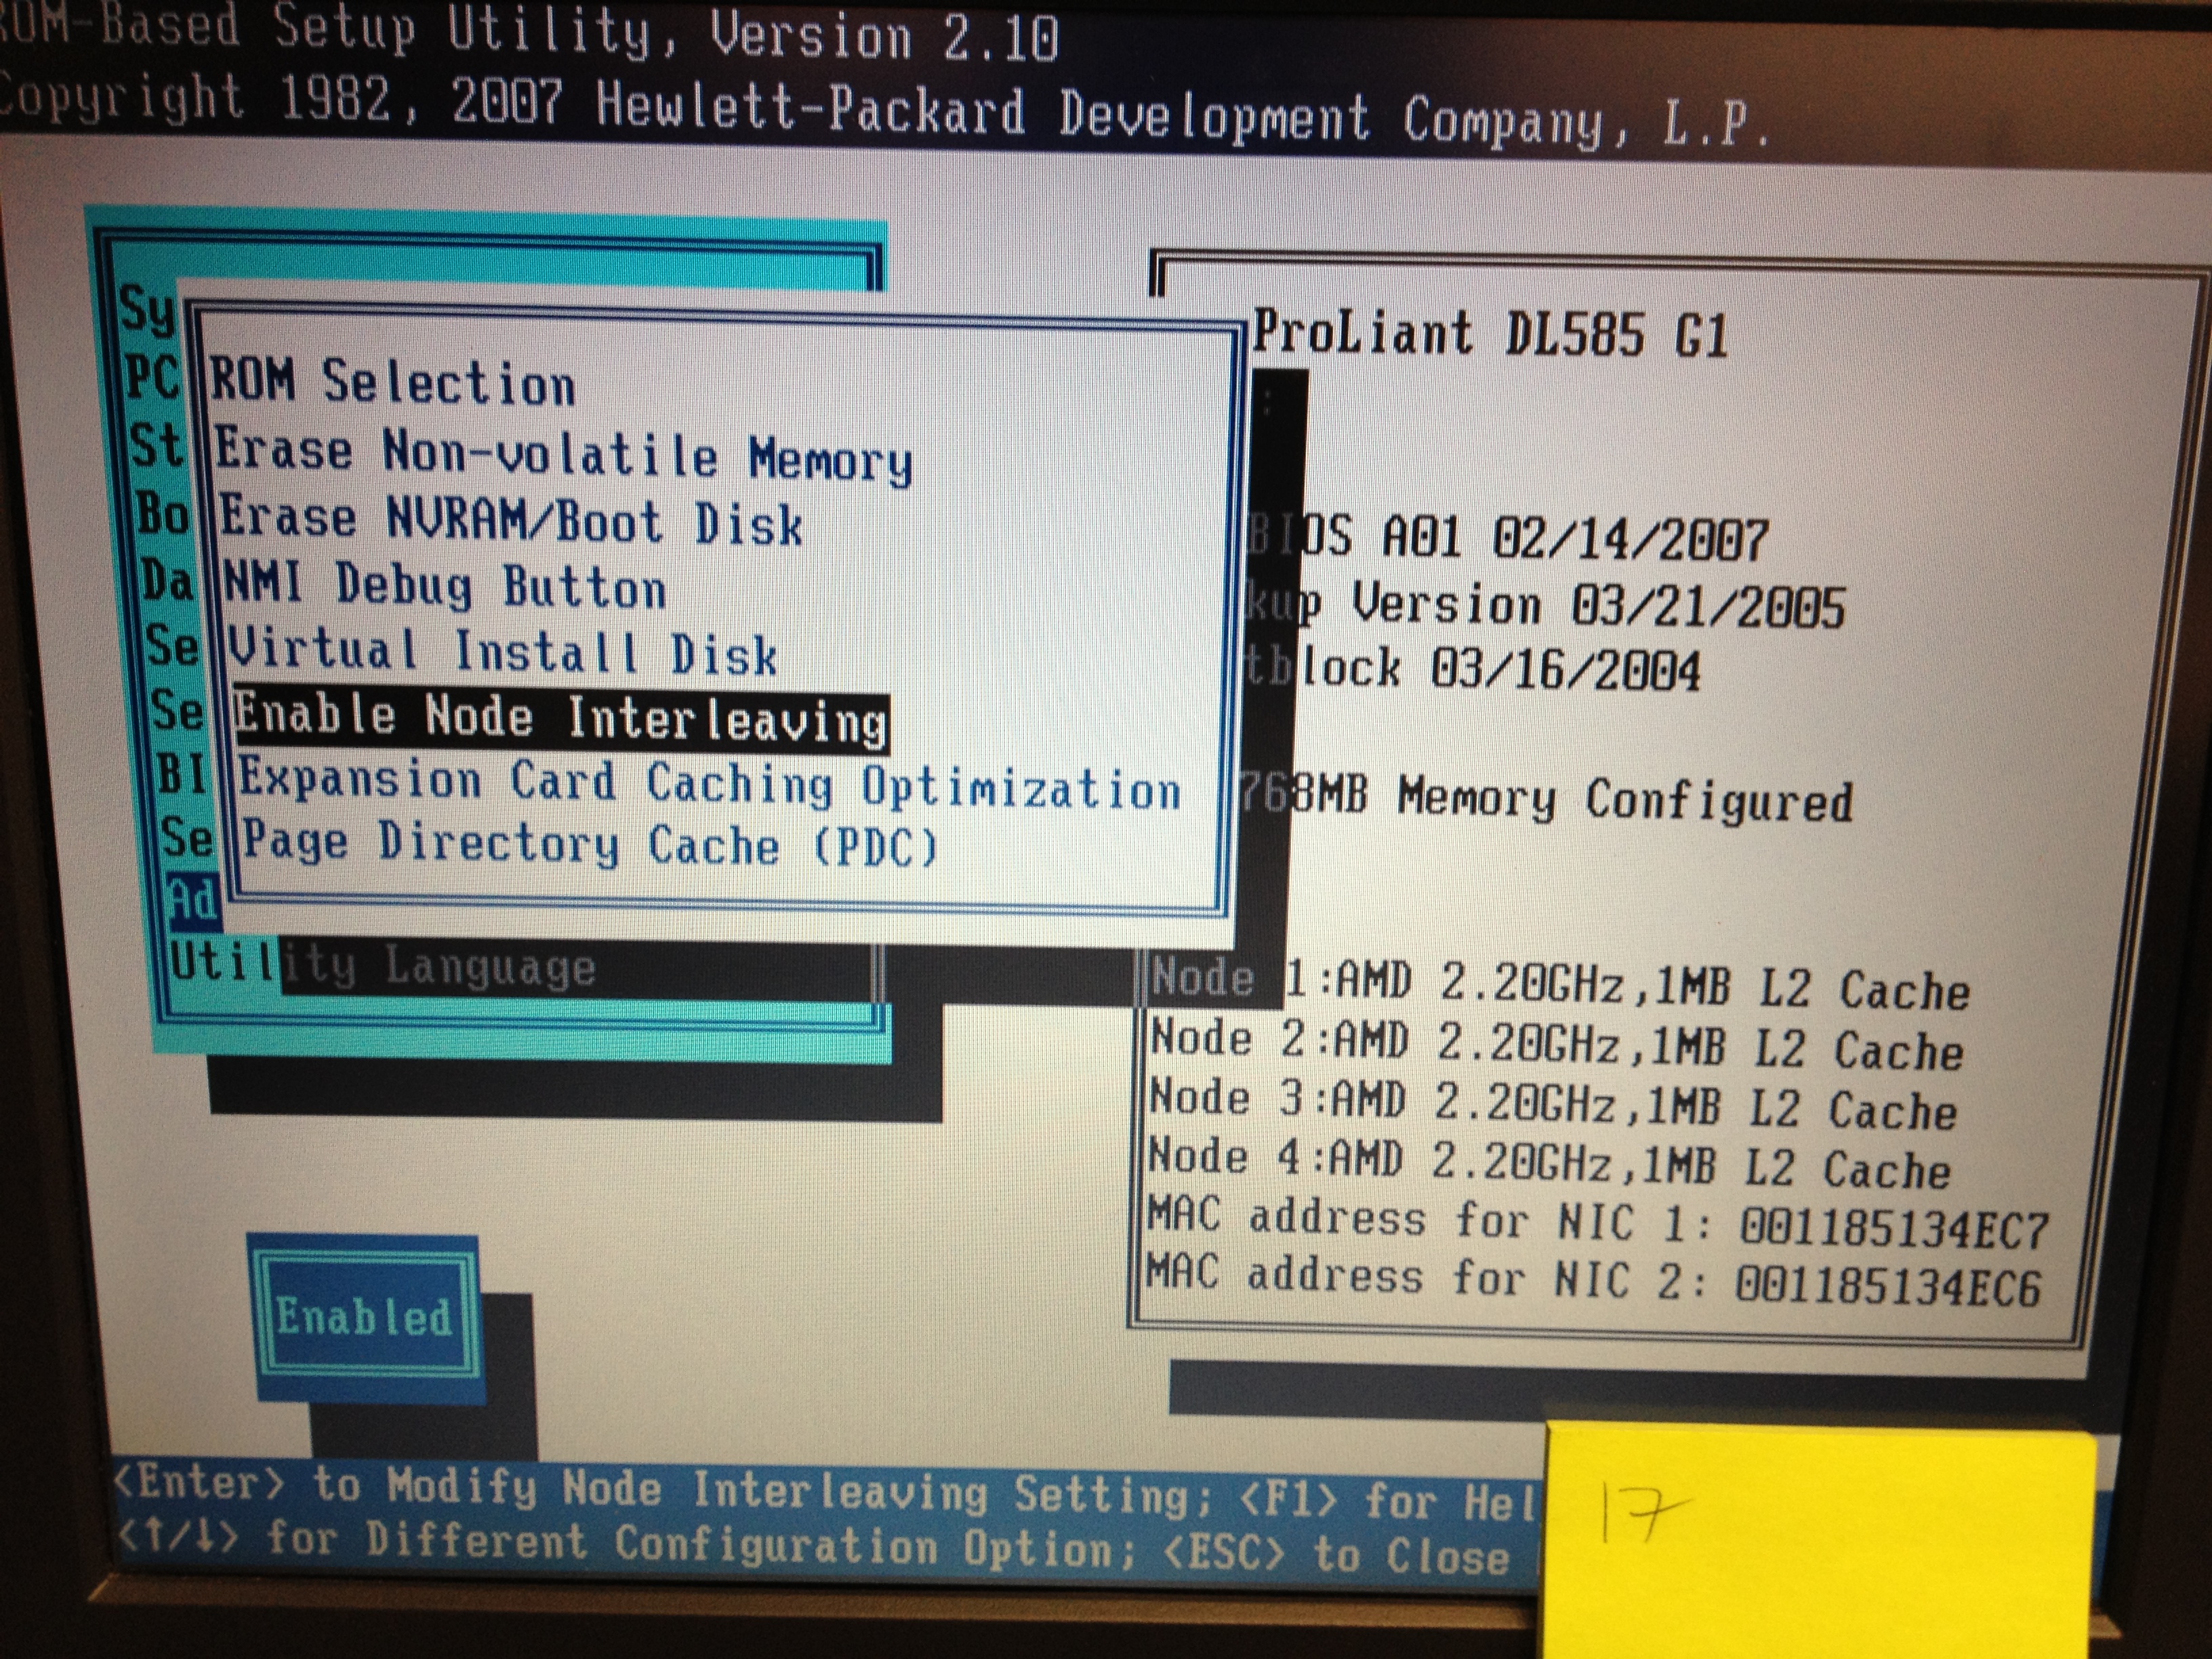 ROM-Based Setup Utility, Version 2.10
Copyright 1982, 2007 Hewlett-Packard Development Company, L.P.
Sy
PC
St
Bo
Da
Se
Se
BI
Se
Ad
Utility Language
ROM Selection
Erase Non-volatile Memory
Erase NVRAM/Boot Disk
NMI Debug Button
Virtual Install Disk
Enable Node Interleaving
Expansion Card Caching Optimization
Page Directory Cache (PDC)
ProLiant DL585 G1
:
BIOS A01 02/14/2007
kup Version 03/21/2005
tblock 03/16/2004
768MB Memory Configured
Node 1:AMD 2.20GHz,1MB L2 Cache
Node 2:AMD 2.20GHz,1MB L2 Cache
Node 3:AMD 2.20GHz,1MB L2 Cache
Node 4:AMD 2.20GHz,1MB L2 Cache
MAC address for NIC 1: 001185134EC7
MAC address for NIC 2: 001185134EC6
Enabled
<Enter> to Modify Node Interleaving Setting; <F1> for Hel
<↑/↓> for Different Configuration Option; <ESC> to Close
17